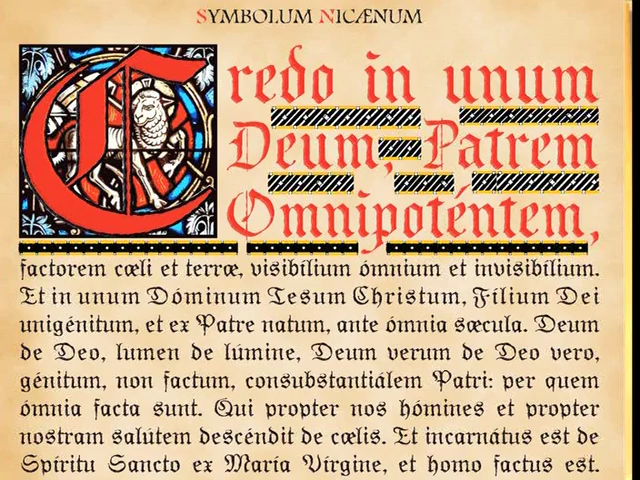 SYMBOLUM NICÆNUM
Credo in unum
Deum, Patrem
Omnipoténtem,
factorem cæli et terræ, visibílium ómnium et invisibílium.
Et in unum Dóminum Iesum Christum, Fílium Dei
unigénitum, et ex Patre natum, ante ómnia sæcula. Deum
de Deo, lumen de lúmine, Deum verum de Deo vero,
génitum, non factum, consubstantiálem Patri: per quem
ómnia facta sunt. Qui propter nos hómines et propter
nostram salútem descéndit de cælis. Et incarnátus est de
Spíritu Sancto ex María Vírgine, et homo factus est.